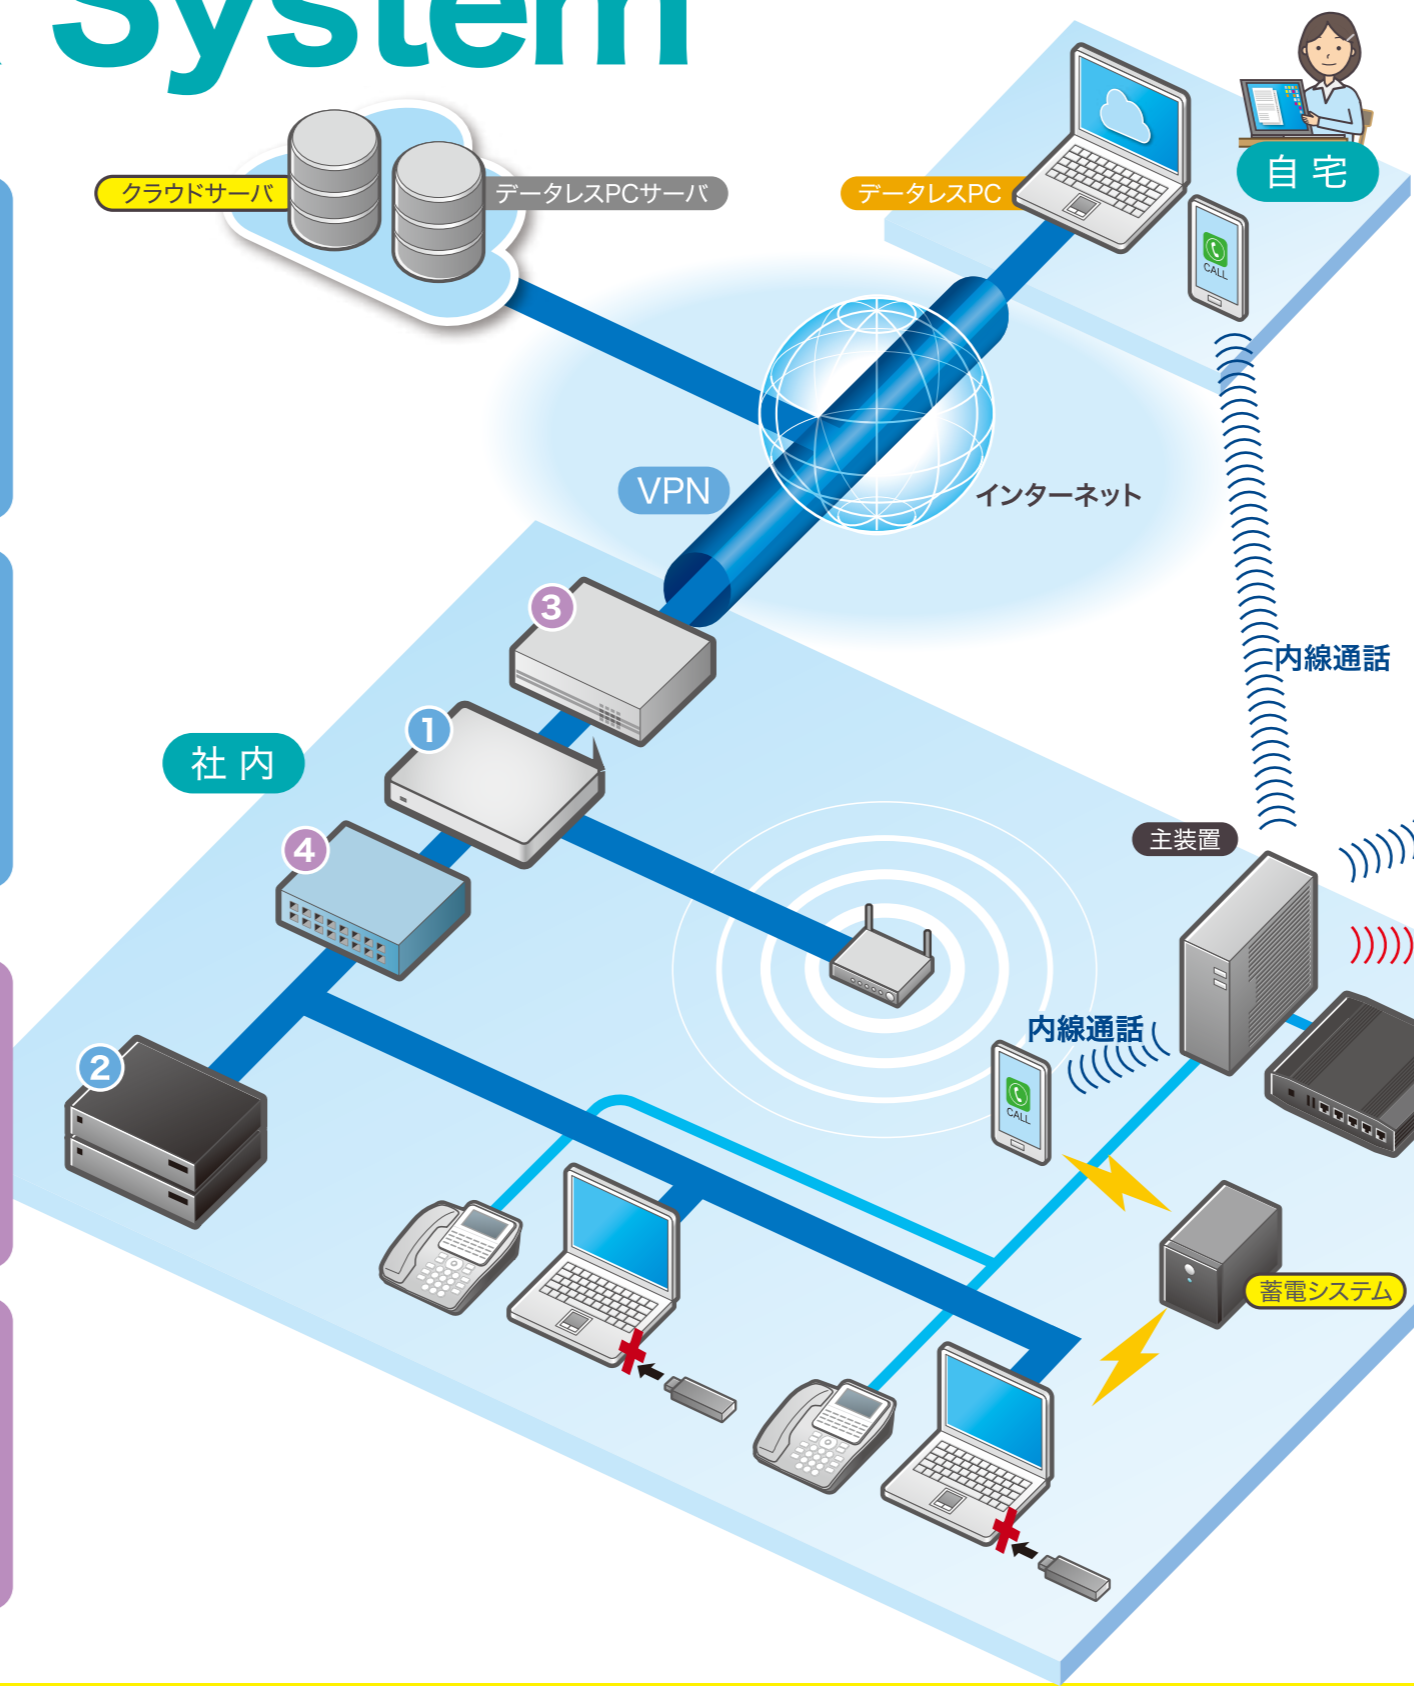 System
自宅
クラウドサーバ
データレスPCサーバ
データレスPC
CALL
VPN
インターネット
3
内線通話
1
社内
4
主装置
内線通話
2
CALL
蓄電システム